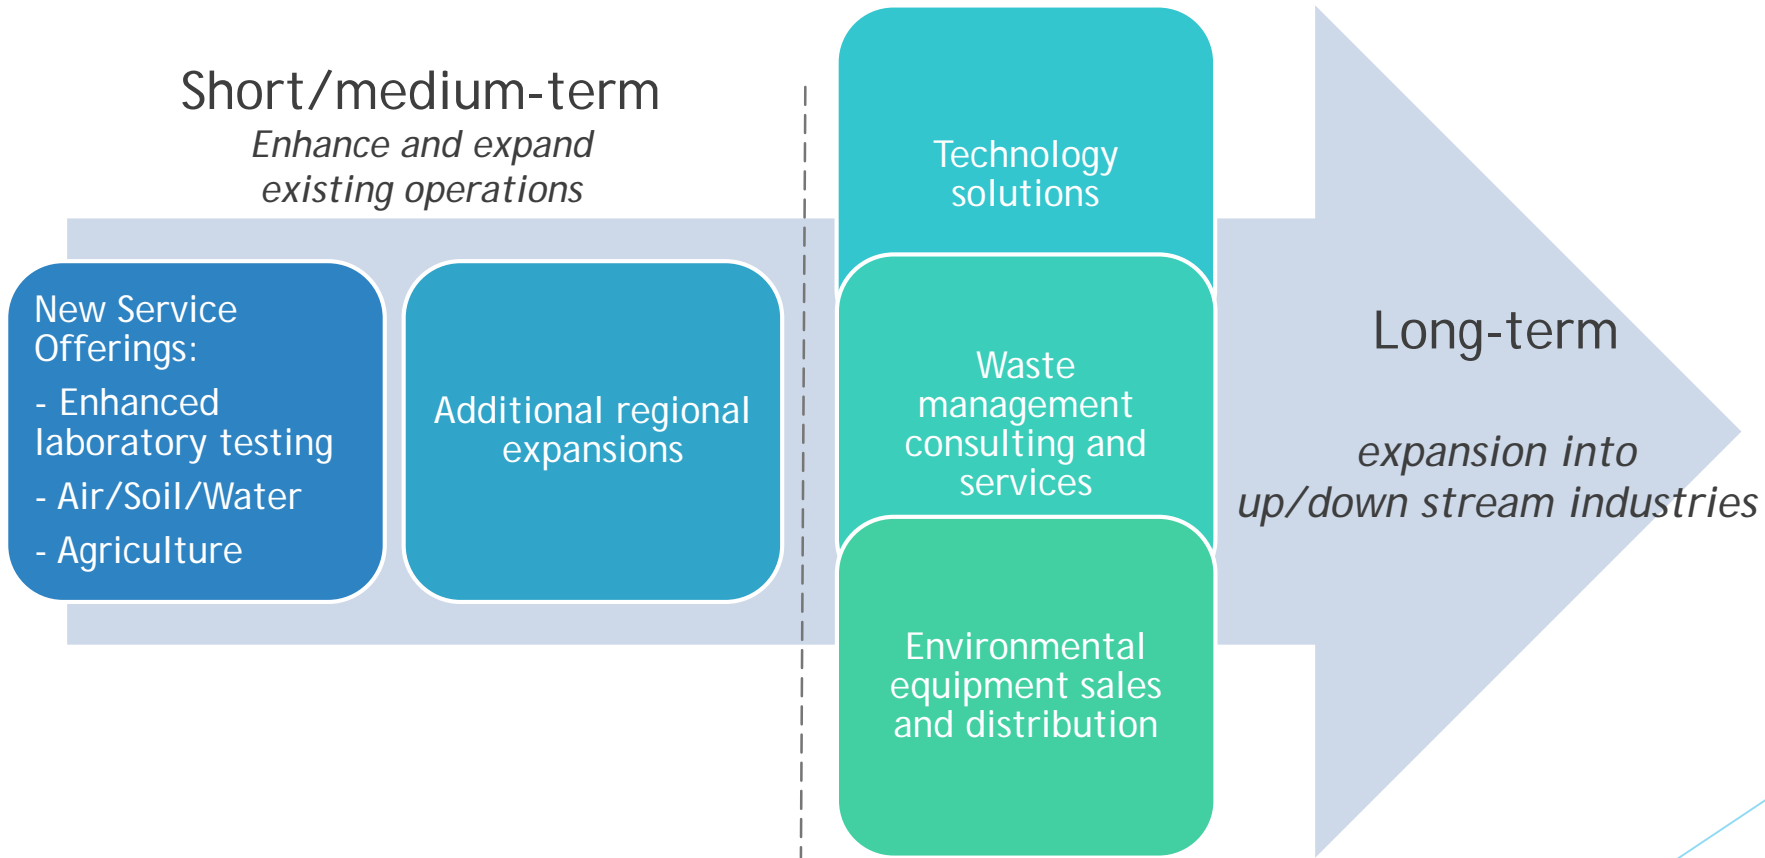 Short/medium-term
Enhance and expand
existing operations
New Service
Offerings:
- Enhanced
laboratory testing
- Air/Soil/Water
- Agriculture
Additional regional
expansions
Technology
solutions
Waste
management
consulting and
services
Environmental
equipment sales
and distribution
Long-term
expansion into
up/down stream industries